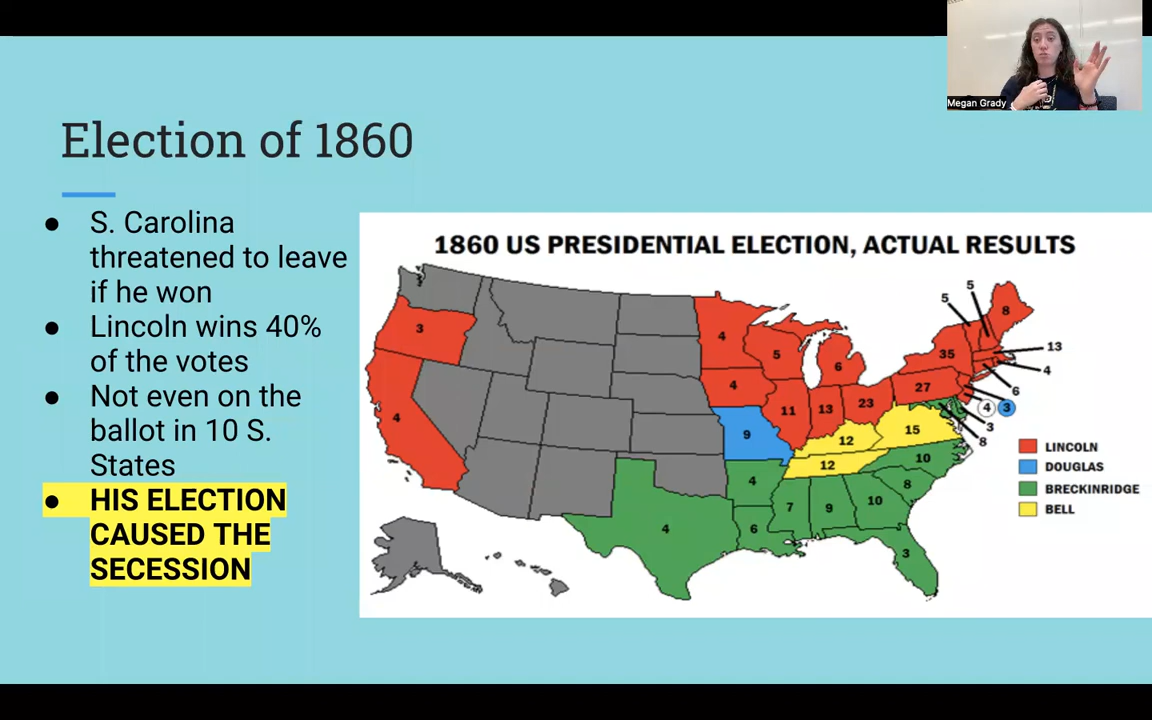 Megan Grady
Election of 1860
● S. Carolina
threatened to leave
if he won
● Lincoln wins 40%
of the votes
● Not even on the
ballot in 10 S.
States
● HIS ELECTION
CAUSED THE
SECESSION
1860 US PRESIDENTIAL ELECTION, ACTUAL RESULTS
5
5
8
3
4
5
35
13
6
4
4
27
6
4
11
13
23
4 3
3
8
9
12
15
12
10
4
8
7
9
10
4
6
3
LINCOLN
DOUGLAS
BRECKINRIDGE
BELL